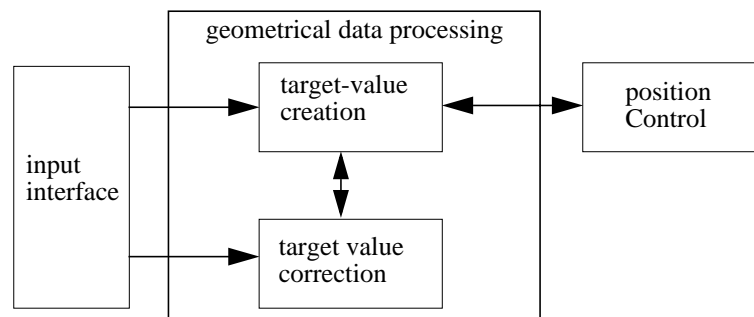 geometrical data processing
target-value
creation
position
Control
input
interface
target value
correction